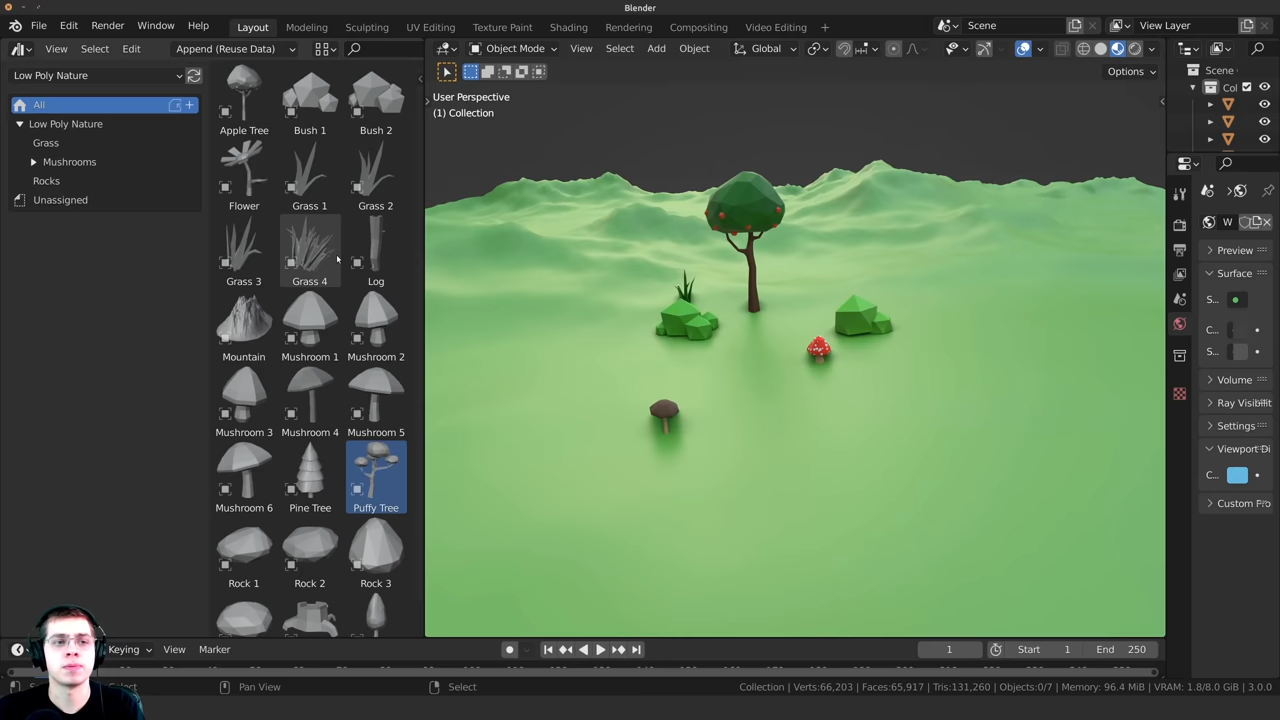 Blender
File Edit Render Window Help Layout Modeling Sculpting UV Editing Texture Paint Shading Rendering Compositing Video Editing + Scene View Layer
View Select Edit Append (Reuse Data) Object Mode View Select Add Object Global
Low Poly Nature
Options
All
Low Poly Nature
Grass
Mushrooms
Rocks
Unassigned
Apple Tree Bush 1 Bush 2
Flower Grass 1 Grass 2
Grass 3 Grass 4 Log
Mountain Mushroom 1 Mushroom 2
Mushroom 3 Mushroom 4 Mushroom 5
Mushroom 6 Pine Tree Puffy Tree
Rock 1 Rock 2 Rock 3
User Perspective
(1) Collection
Scene
Col
W
Preview
Surface
S...
C...
S...
Volume
Ray Visibilit
Settings
Viewport Di
C...
Custom Pro
Keying View Marker 1 Start 1 End 250
Pan View Select Collection | Verts:66,203 | Faces:65,917 | Tris:131,260 | Objects:0/7 | Memory: 96.4 MiB | VRAM: 1.8/8.0 GiB | 3.0.0